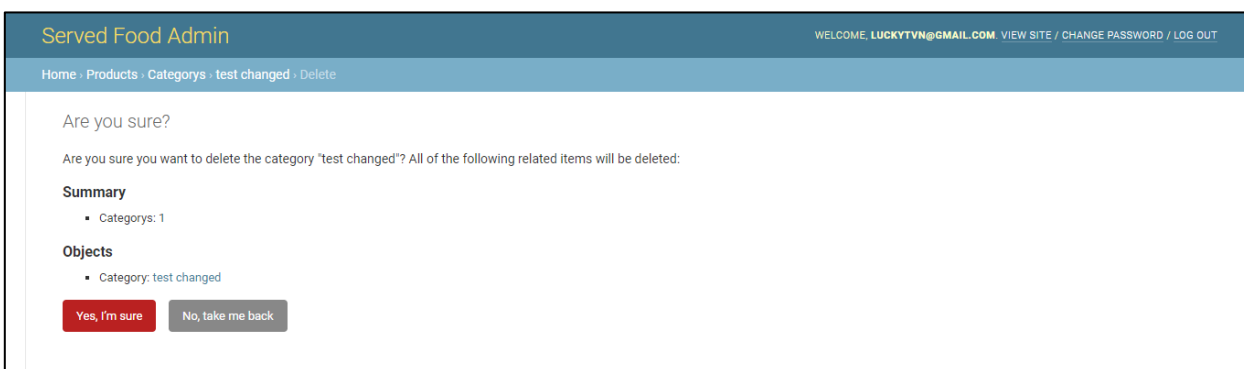 Served Food Admin
WELCOME, LUCKYTVN@GMAIL.COM. VIEW SITE / CHANGE PASSWORD / LOG OUT
Home › Products › Categorys › test changed › Delete
Are you sure?
Are you sure you want to delete the category "test changed"? All of the following related items will be deleted:
Summary
▪ Categorys: 1
Objects
▪ Category: test changed
Yes, I'm sure
No, take me back